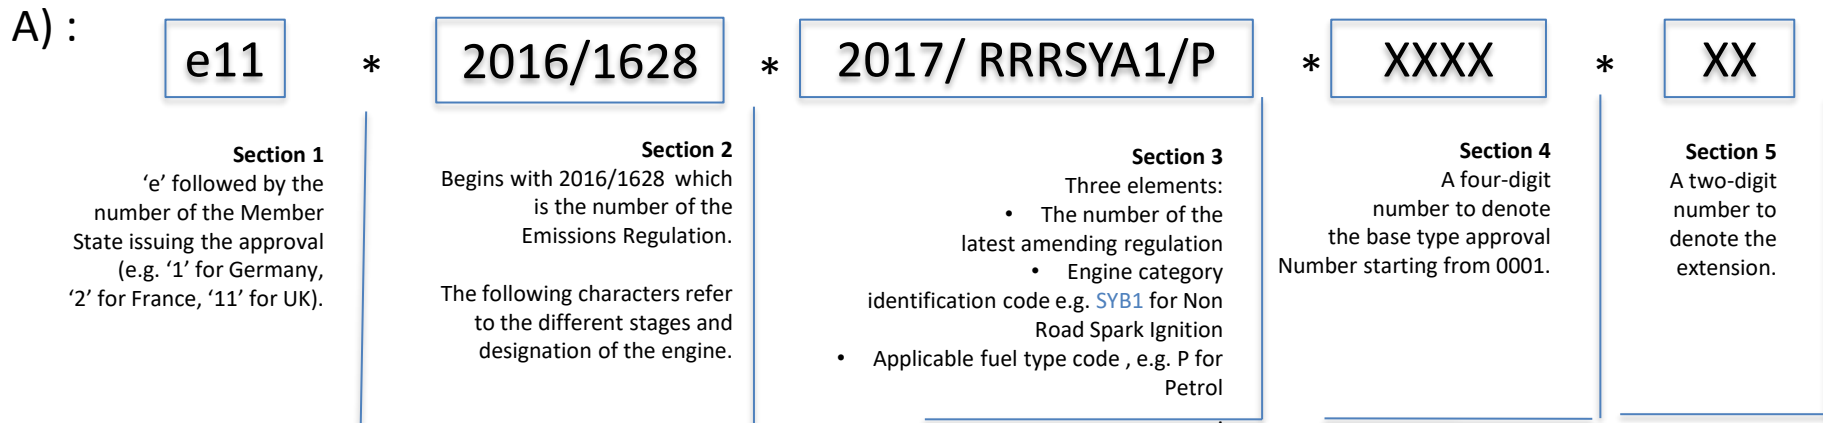 A) :
e11 * 2016/1628 * 2017/ RRRSYA1/P * XXXX * XX
Section 1
‘e’ followed by the
number of the Member
State issuing the approval
(e.g. ‘1’ for Germany,
‘2’ for France, ‘11’ for UK).
Section 2
Begins with 2016/1628 which
is the number of the
Emissions Regulation.
The following characters refer
to the different stages and
designation of the engine.
Section 3
Three elements:
• The number of the
latest amending regulation
• Engine category
identification code e.g. SYB1 for Non
Road Spark Ignition
• Applicable fuel type code , e.g. P for
Petrol
Section 4
A four-digit
number to denote
the base type approval
Number starting from 0001.
Section 5
A two-digit
number to
denote the
extension.